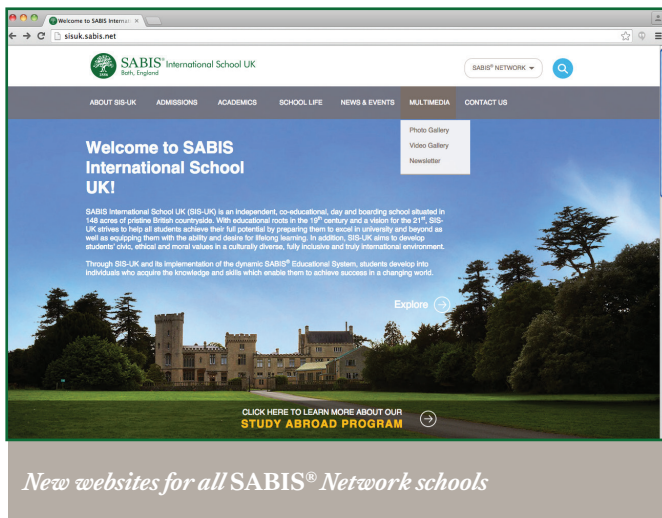 Welcome to SABIS Internat
sisuk.sabis.net
SABIS® International School UK
Bath, England
SABIS® NETWORK
ABOUT SIS-UK ADMISSIONS ACADEMICS SCHOOL LIFE NEWS & EVENTS MULTIMEDIA CONTACT US
Photo Gallery
Video Gallery
Newsletter
Welcome to SABIS
International School
UK!
SABIS International School UK (SIS-UK) is an independent, co-educational, day and boarding school situated in
148 acres of pristine British countryside. With educational roots in the 19th century and a vision for the 21st, SIS-
UK strives to help all students achieve their full potential by preparing them to excel in university and beyond as
well as equipping them with the ability and desire for lifelong learning. In addition, SIS-UK aims to develop
students' civic, ethical and moral values in a culturally diverse, fully inclusive and truly international environment.
Through SIS-UK and its implementation of the dynamic SABIS® Educational System, students develop into
individuals who acquire the knowledge and skills which enable them to achieve success in a changing world.
Explore
CLICK HERE TO LEARN MORE ABOUT OUR
STUDY ABROAD PROGRAM
New websites for all SABIS® Network schools